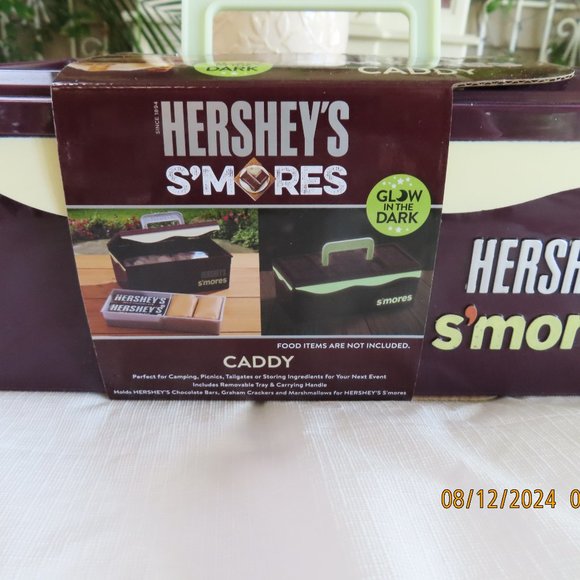 DARK
CADDY
SINCE 1894
HERSHEY'S
S'MORES
GLOW
IN THE
DARK
HERSHEY'S
s'mores
HERSHEY'S
HERSHEY'S
s'mores
FOOD ITEMS ARE NOT INCLUDED.
CADDY
Perfect for Camping, Picnics, Tailgates or Storing Ingredients for Your Next Event
Includes Removable Tray & Carrying Handle
Holds HERSHEY'S Chocolate Bars, Graham Crackers and Marshmallows for HERSHEY'S S'mores
HERSH
s'mor
08/12/2024